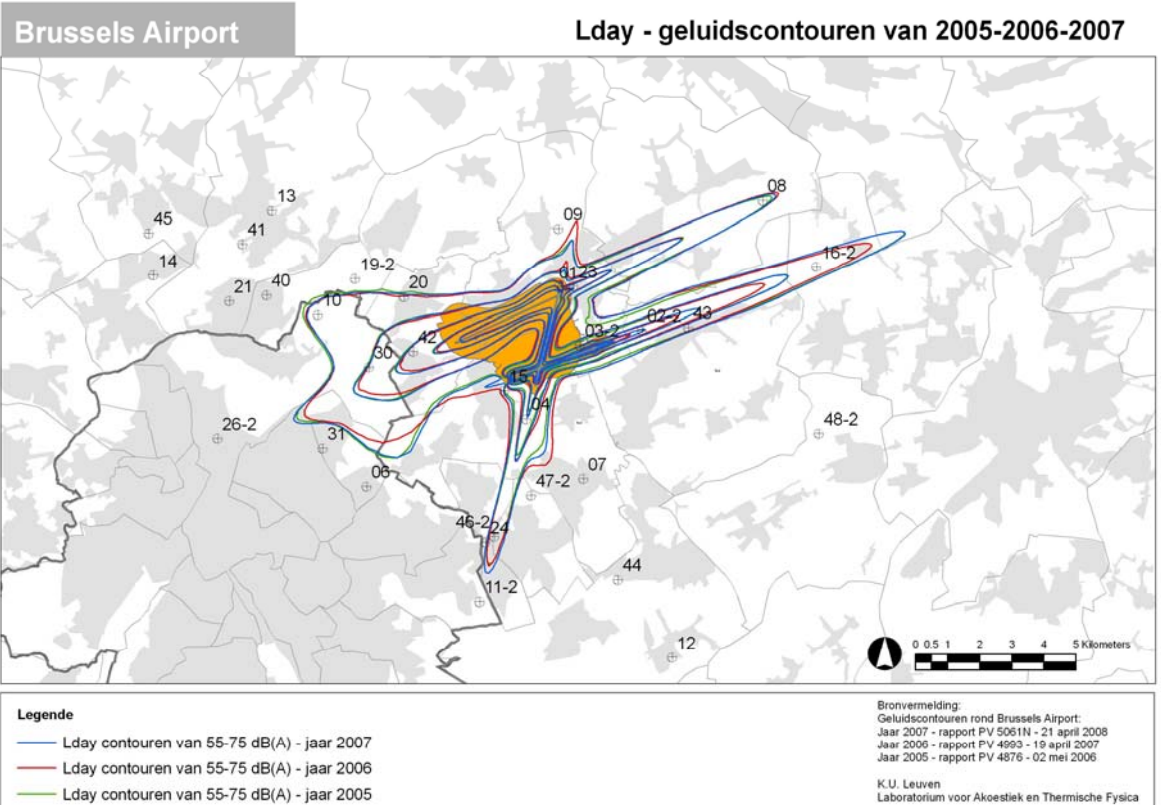 Brussels Airport
Lday - geluidscontouren van 2005-2006-2007
08
13
45
09
41
16-2
14
19-2
6123
20
40
21
10
02-2
43
03-2
42
30
15
04
26-2
48-2
31
06
07
47-2
46-2
24
44
11-2
12
0 0.5 1 2 3 4 5 Kilometers
Legende
Lday contouren van 55-75 dB(A) - jaar 2007
Lday contouren van 55-75 dB(A) - jaar 2006
Lday contouren van 55-75 dB(A) - jaar 2005
Bronvermelding:
Geluidscontouren rond Brussels Airport:
Jaar 2007 - rapport PV 5061N - 21 april 2008
Jaar 2006 - rapport PV 4993 - 19 april 2007
Jaar 2005 - rapport PV 4876 - 02 mei 2006
K.U. Leuven
Laboratorium voor Akoestiek en Thermische Fysica